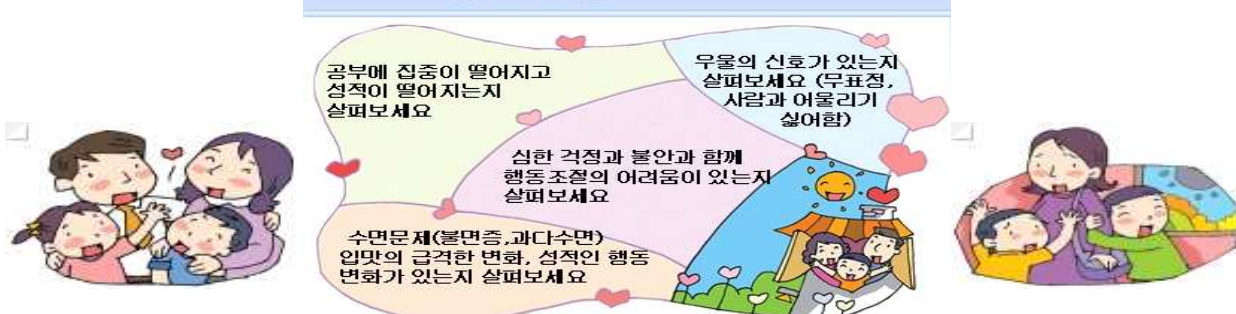 공부에 집중이 떨어지고
성적이 떨어지는지
살펴보세요
우울의 신호가 있는지
살펴보세요 (무표정,
사람과 어울리기
싫어함)
심한 걱정과 불안과 함께
행동조절의 어려움이 있는지
살펴보세요
수면문제(불면증,과다수면)
입맛의 급격한 변화, 성적인 행동
변화가 있는지 살펴보세요